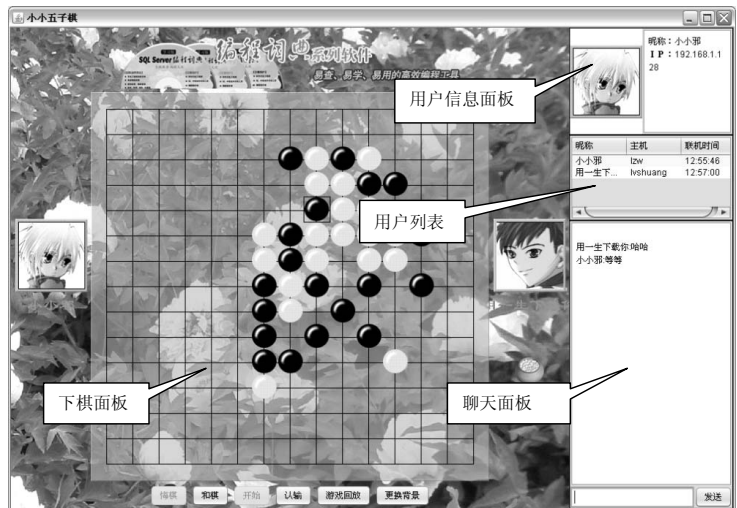 小小五子棋
编程词典系列软件
SQL Server编程词典
易查、易学、易用的高效编程工具
用户信息面板
昵称：小小邪
IP：192.168.1.128
昵称 主机 联机时间
小小邪 lzw 12:55:46
用一生下... lvshuang 12:57:00
用户列表
用一生下载你:哈哈
小小邪:等等
下棋面板
聊天面板
悔棋 和棋 开始 认输 游戏回放 更换背景
发送